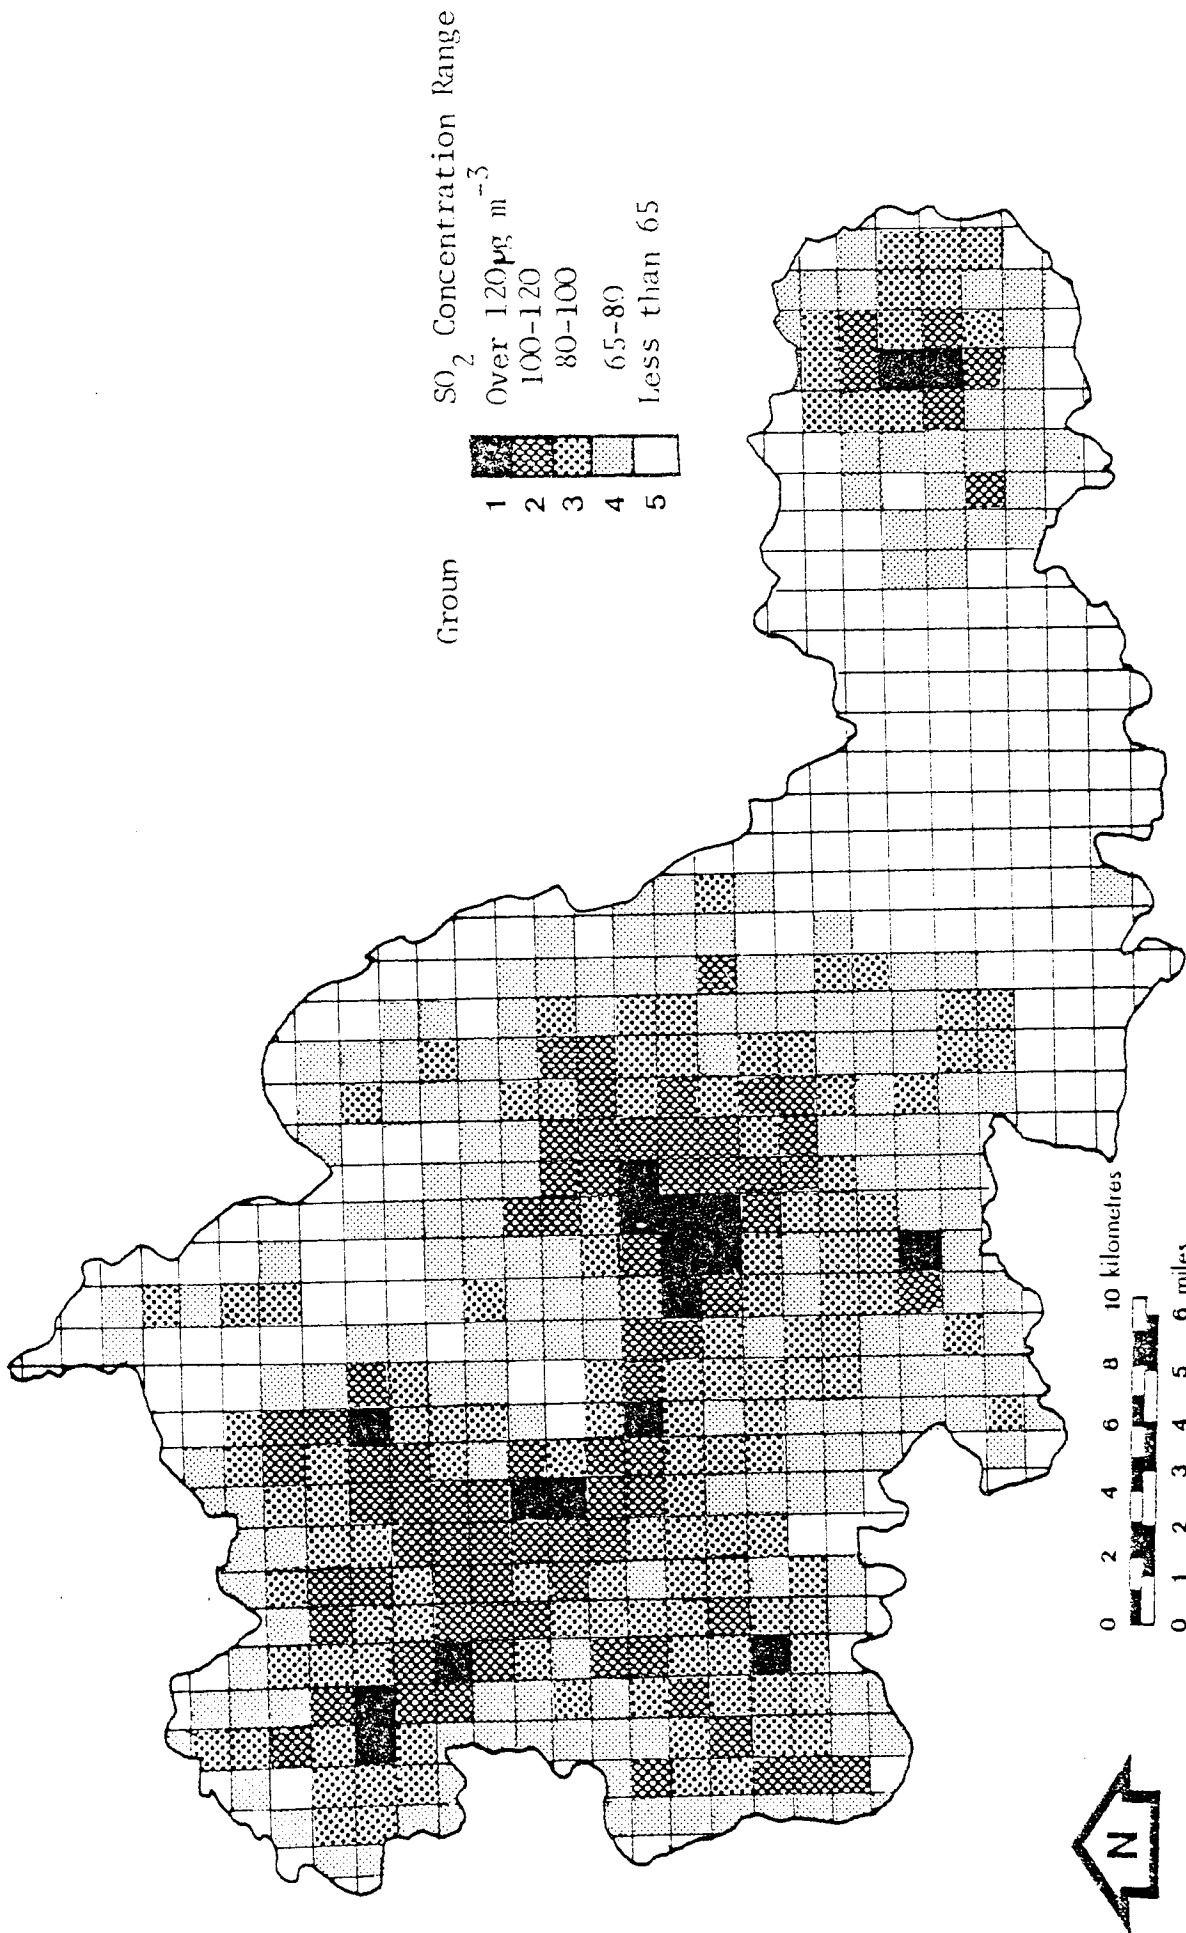 Group
SO2 Concentration Range
1 Over 120µg m-3
2 100-120
3 80-100
4 65-80
5 Less than 65
0 2 4 6 8 10 kilometres
0 1 2 3 4 5 6 miles
N